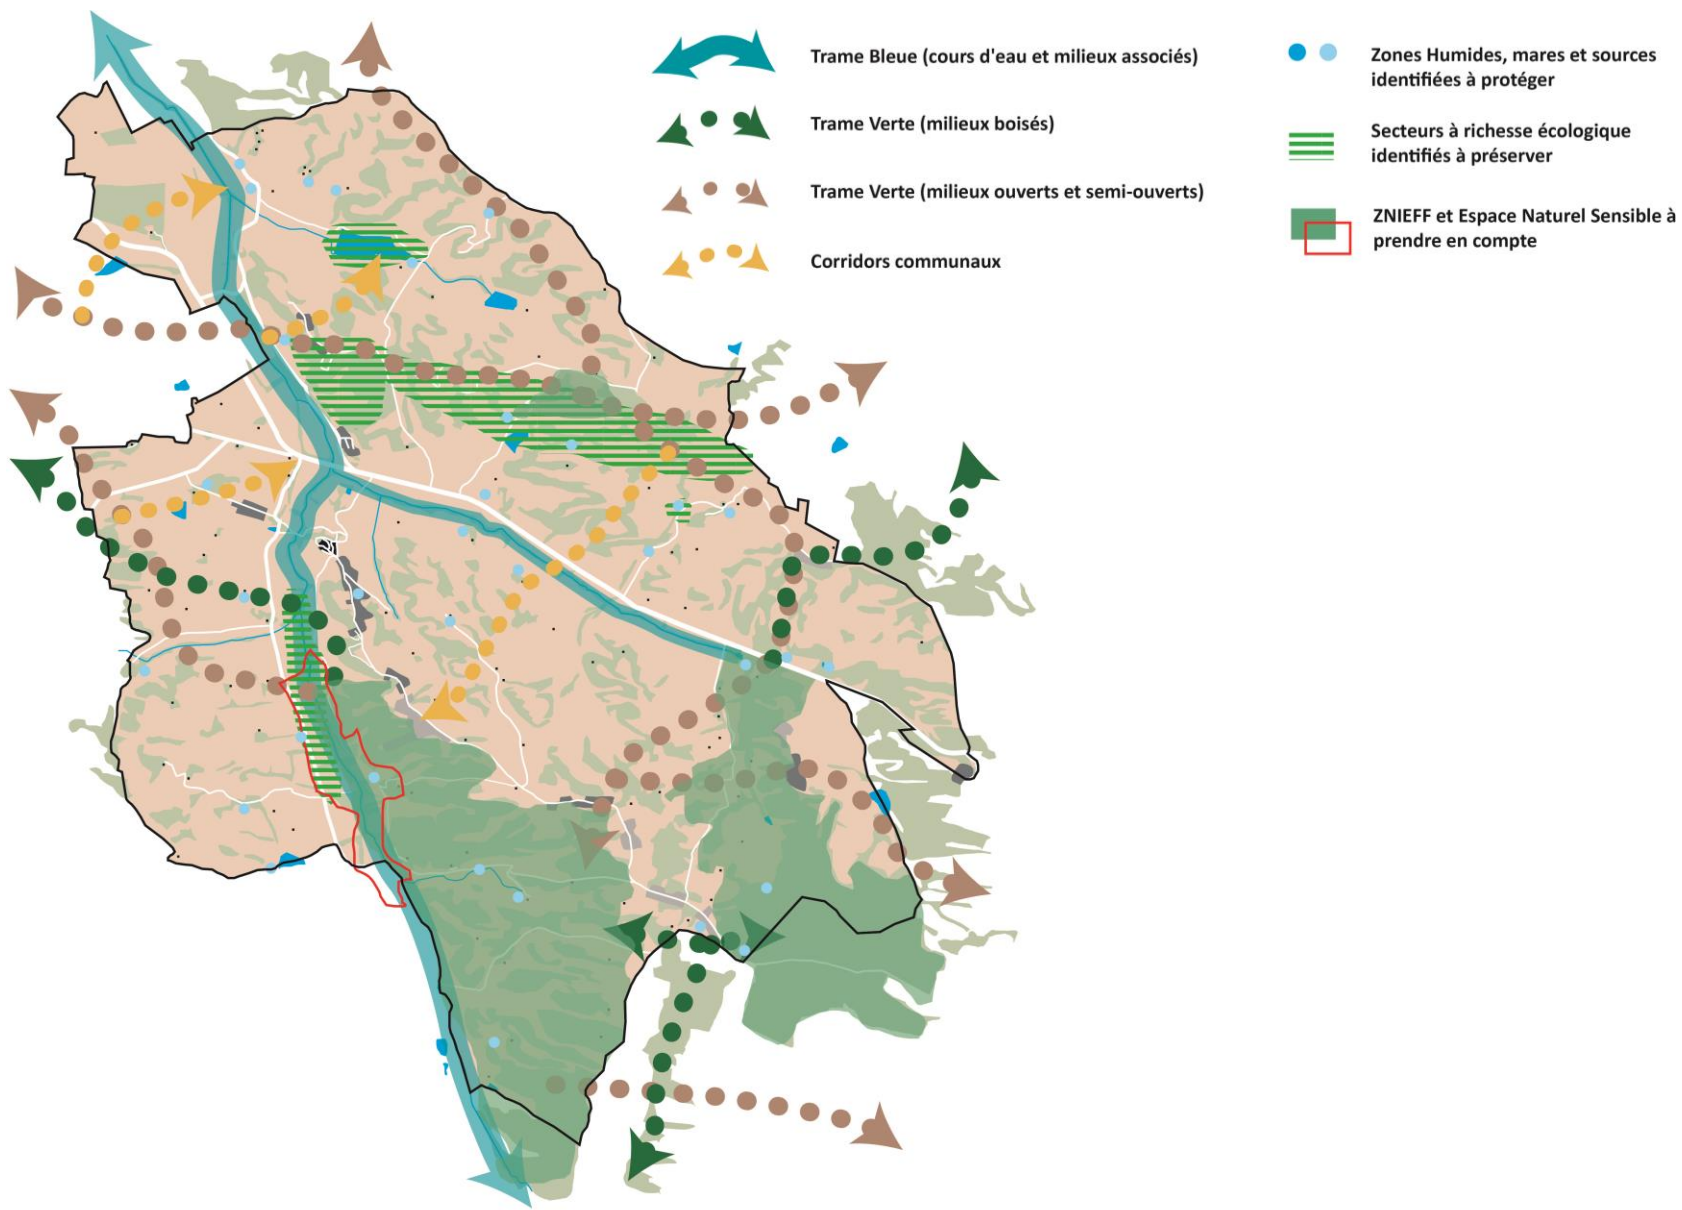 Trame Bleue (cours d'eau et milieux associés)
Trame Verte (milieux boisés)
Trame Verte (milieux ouverts et semi-ouverts)
Corridors communaux
Zones Humides, mares et sources
identifiées à protéger
Secteurs à richesse écologique
identifiés à préserver
ZNIEFF et Espace Naturel Sensible à
prendre en compte